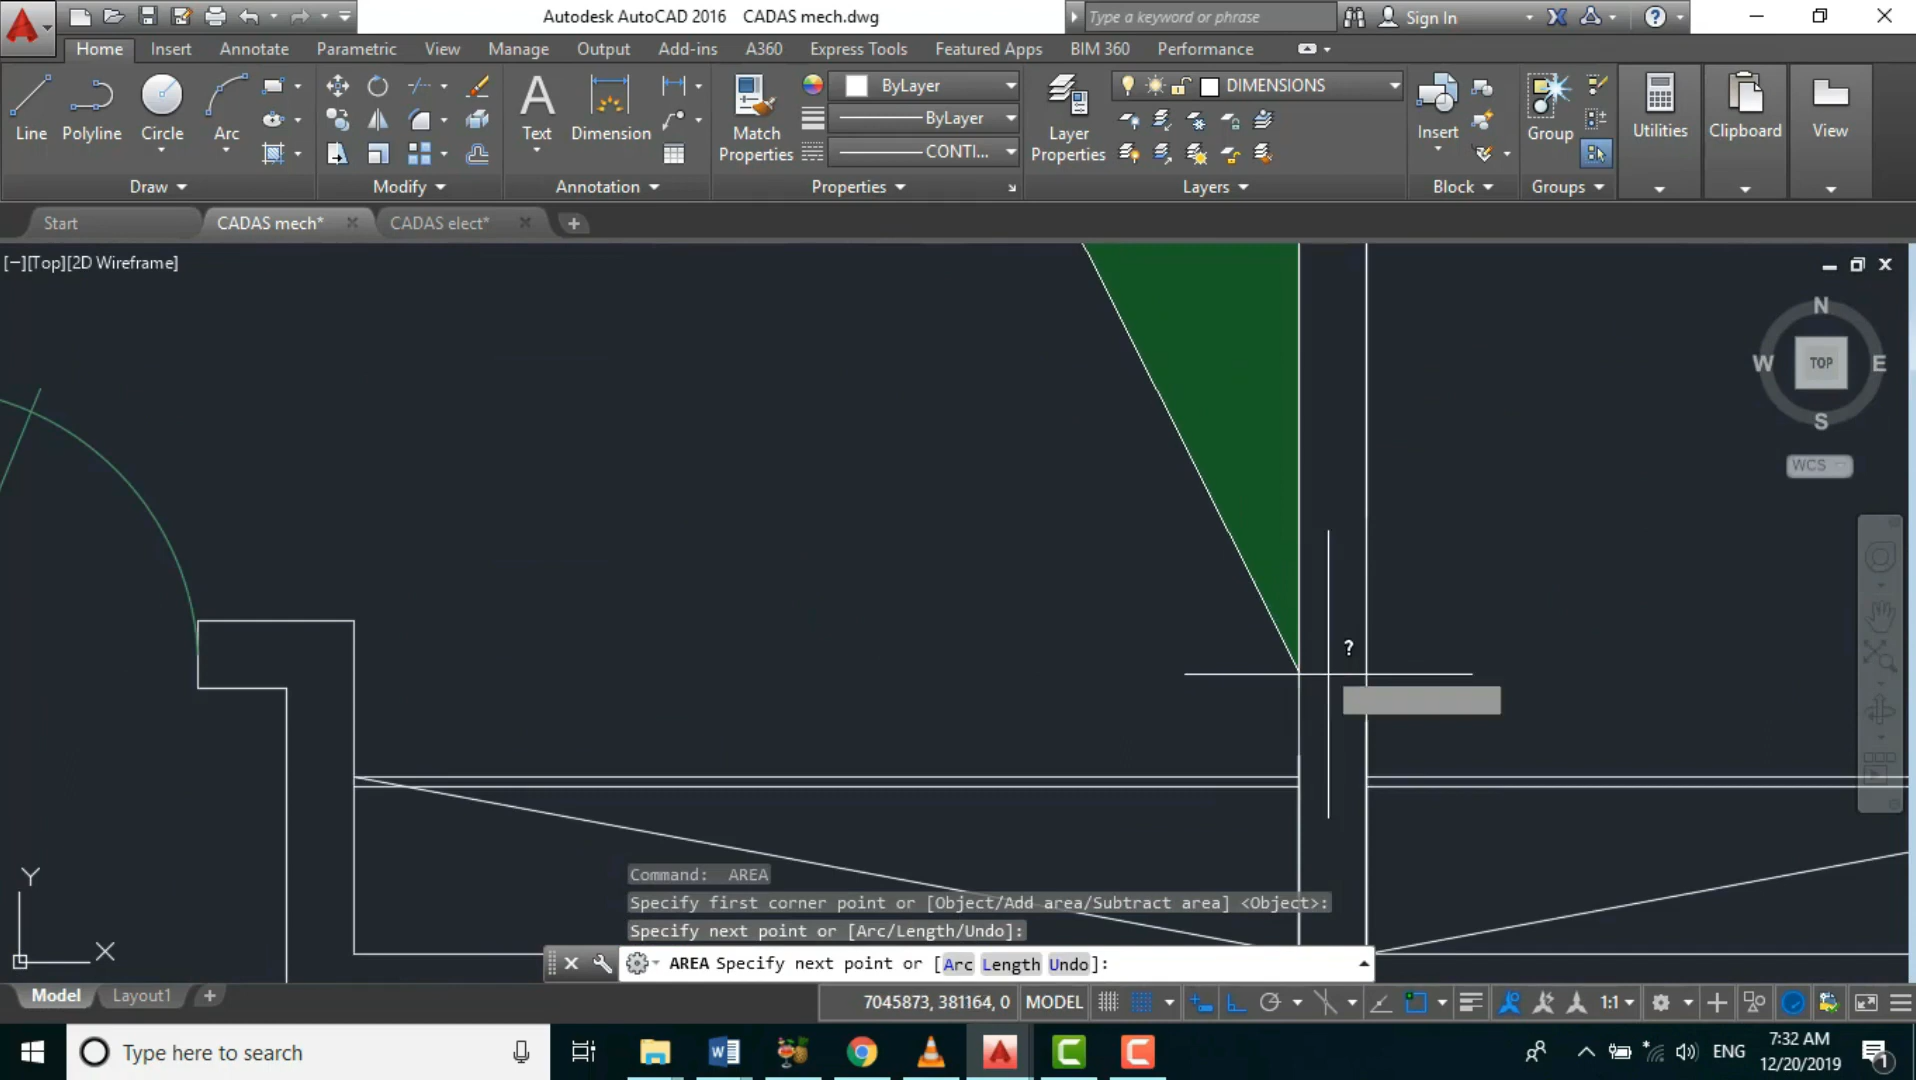 Autodesk AutoCAD 2016 CADAS mech.dwg
Type a keyword or phrase
Sign In
Home Insert Annotate Parametric View Manage Output Add-ins A360 Express Tools Featured Apps BIM 360 Performance
Line Polyline Circle Arc
Text Dimension
Match Properties
ByLayer
ByLayer
CONTI...
Layer Properties
DIMENSIONS
Insert
Group
Utilities
Clipboard
View
Draw Modify Annotation Properties Layers Block Groups
Start CADAS mech* CADAS elect*
[−][Top][2D Wireframe]
N
W TOP E
S
WCS
?
Y
X
Command: AREA
Specify first corner point or [Object/Add area/Subtract area] <Object>:
Specify next point or [Arc/Length/Undo]:
AREA Specify next point or [Arc Length Undo]:
Model Layout1
7045873, 381164, 0 MODEL 1:1
Type here to search
ENG
7:32 AM
12/20/2019
1